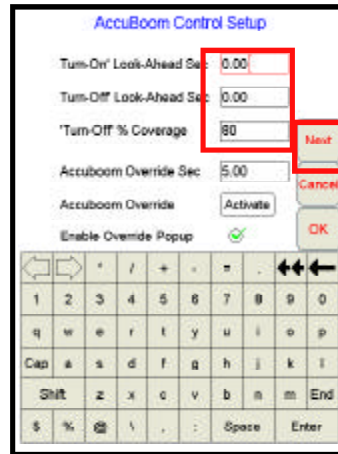 AccuBoom Control Setup
Turn-On' Look-Ahead Sec 0.00
Turn-Off' Look-Ahead Sec 0.00
'Turn-Off' % Coverage 80
Next
Accuboom Override Sec 5.00
Cancel
Accuboom Override Activate
OK
Enable Override Popup
/ + - = .
1 2 3 4 5 6 7 8 9 0
q w e r t y u i o p
Cap a s d f g h j k l
Shift z x c v b n m End
$ % @ \ , : Space Enter